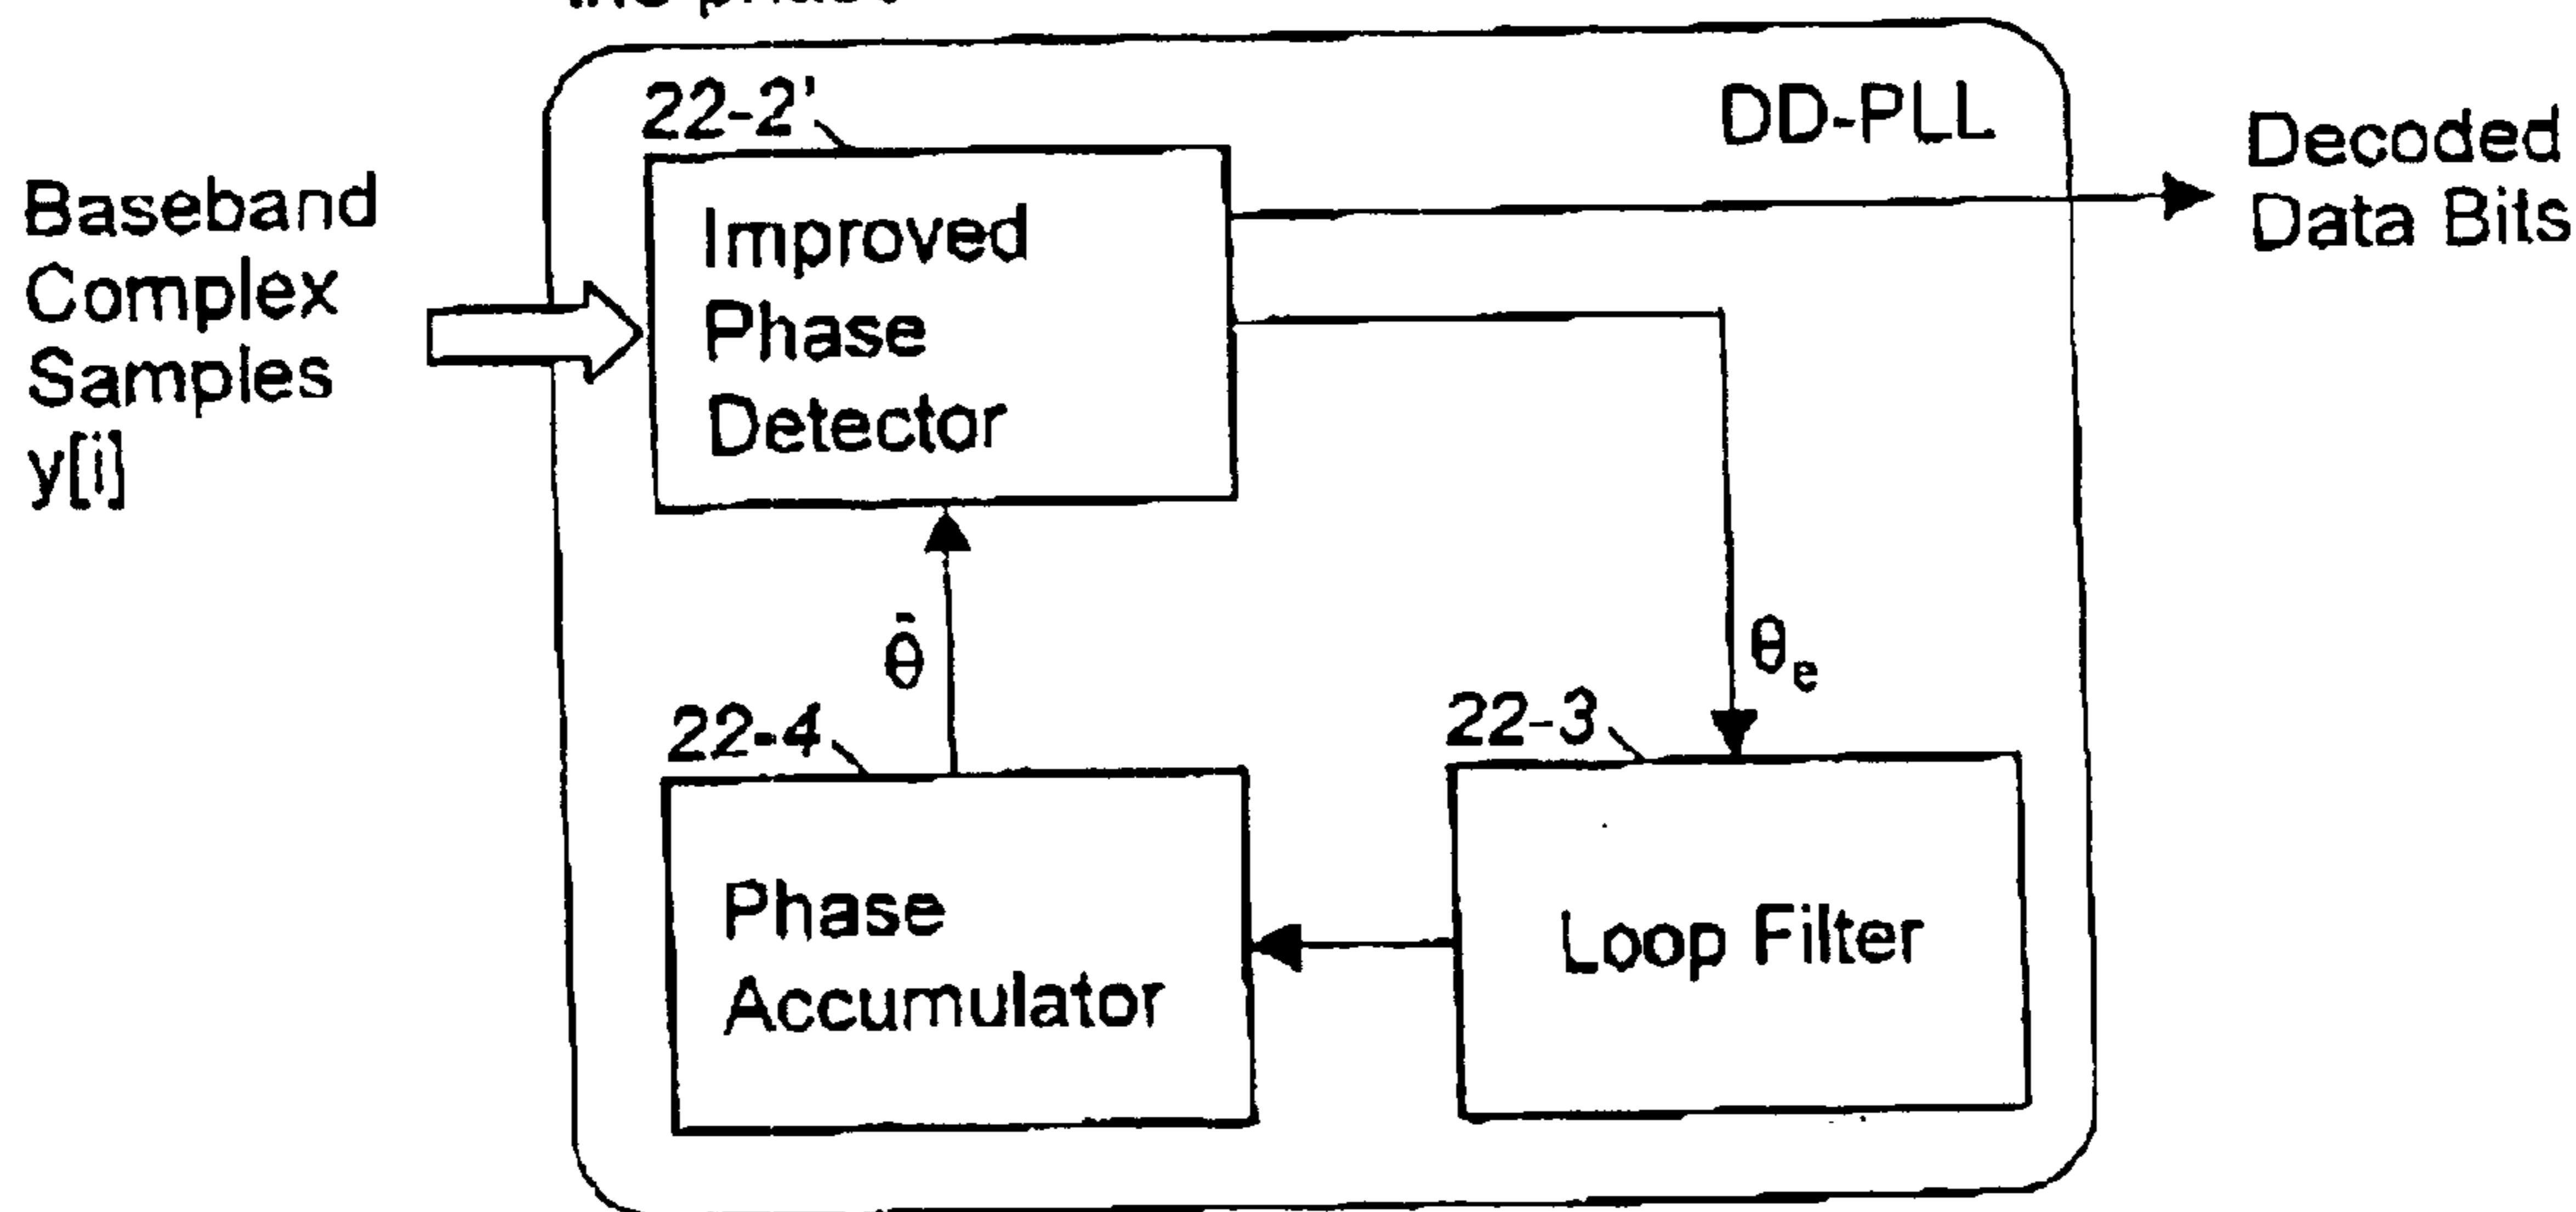 22-2'
DD-PLL
Baseband
Complex
Samples
y[i]
Improved
Phase
Detector
Decoded
Data Bits
θ̄
θe
22-4
22-3
Phase
Accumulator
Loop Filter